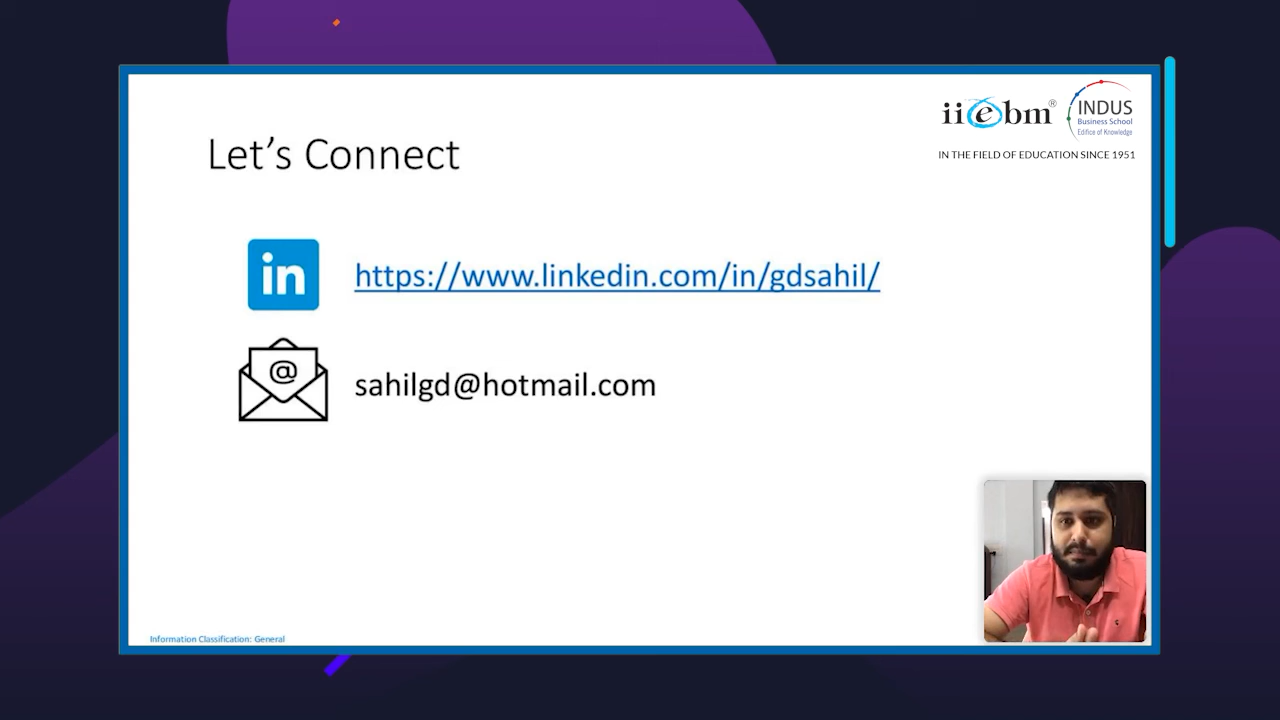 iiebm®
INDUS
Business School
Edifice of Knowledge
IN THE FIELD OF EDUCATION SINCE 1951
Let's Connect
in
https://www.linkedin.com/in/gdsahil/
@
sahilgd@hotmail.com
Information Classification: General